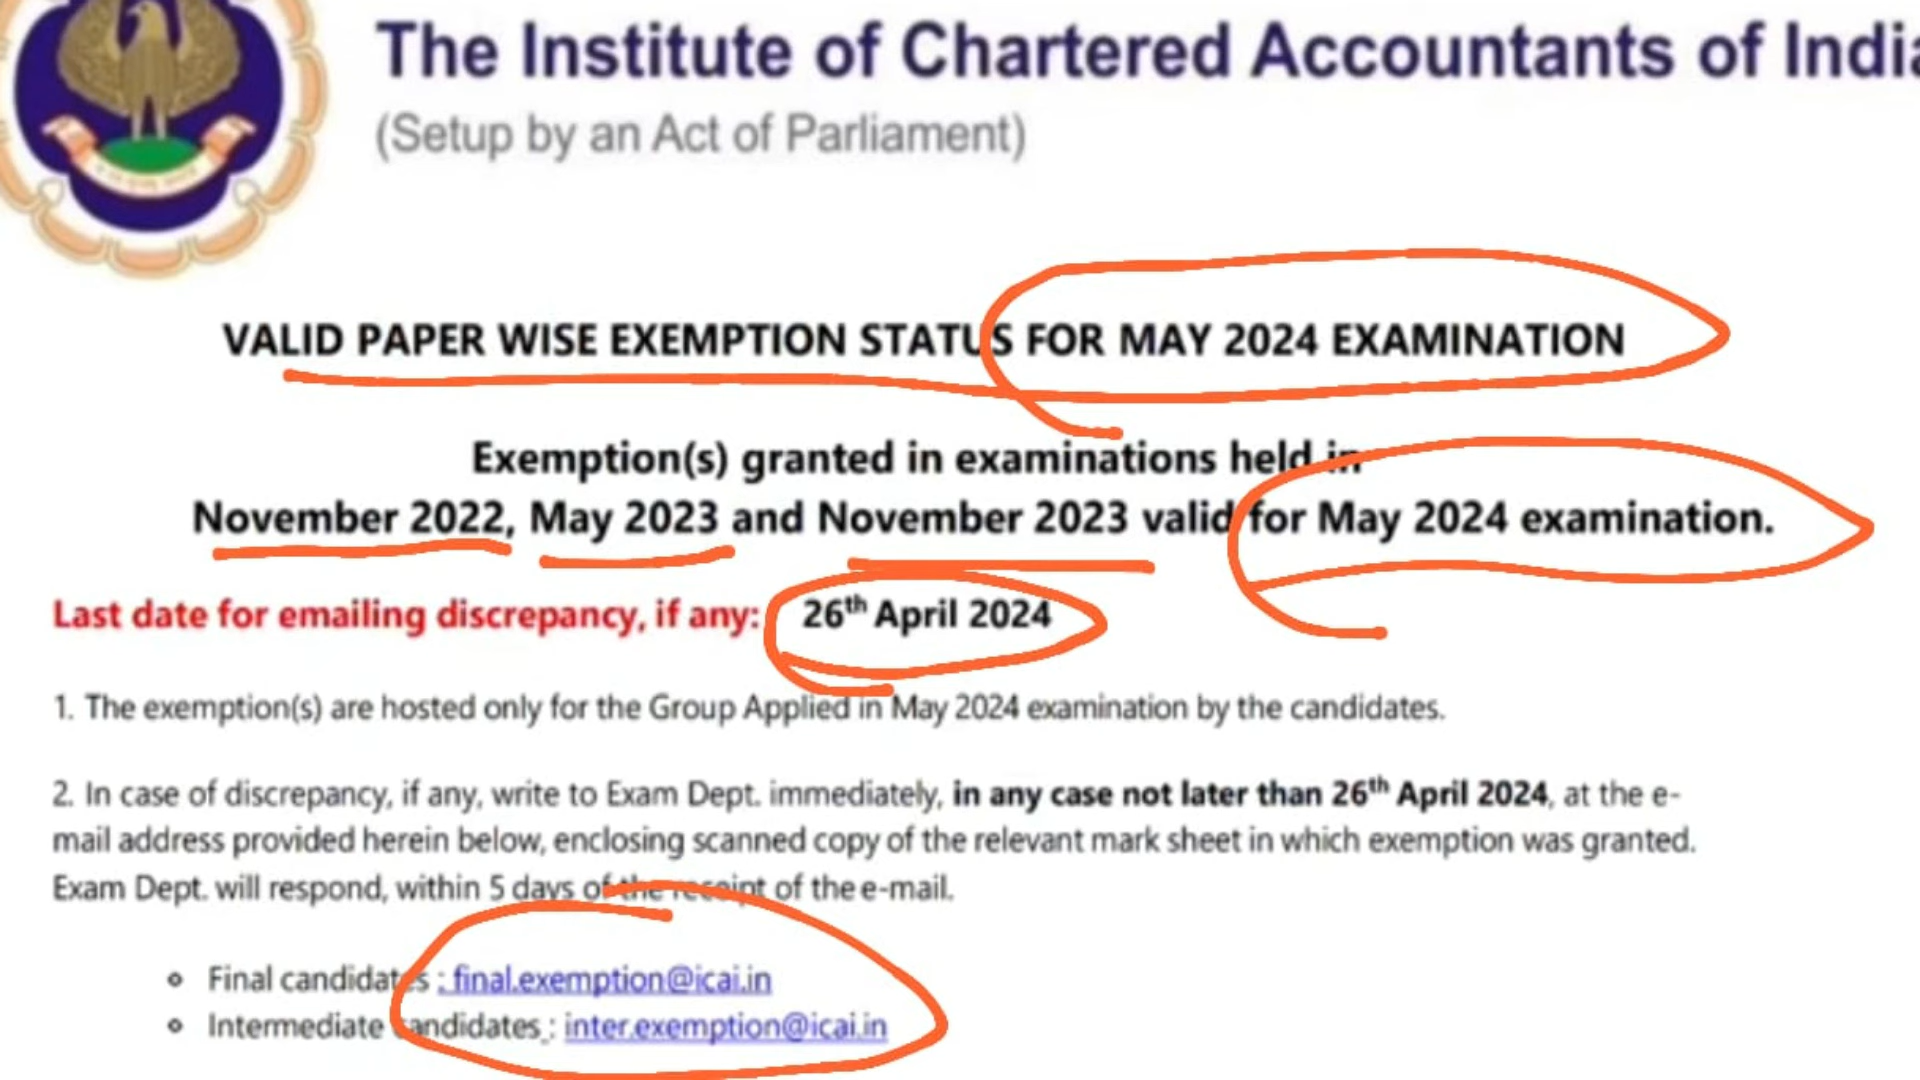 The Institute of Chartered Accountants of India
(Setup by an Act of Parliament)
VALID PAPER WISE EXEMPTION STATUS FOR MAY 2024 EXAMINATION
Exemption(s) granted in examinations held in
November 2022, May 2023 and November 2023 valid for May 2024 examination.
Last date for emailing discrepancy, if any: 26th April 2024
1. The exemption(s) are hosted only for the Group Applied in May 2024 examination by the candidates.
2. In case of discrepancy, if any, write to Exam Dept. immediately, in any case not later than 26th April 2024, at the e-
mail address provided herein below, enclosing scanned copy of the relevant mark sheet in which exemption was granted.
Exam Dept. will respond, within 5 days of the receipt of the e-mail.
Final candidates : final.exemption@icai.in
Intermediate candidates : inter.exemption@icai.in